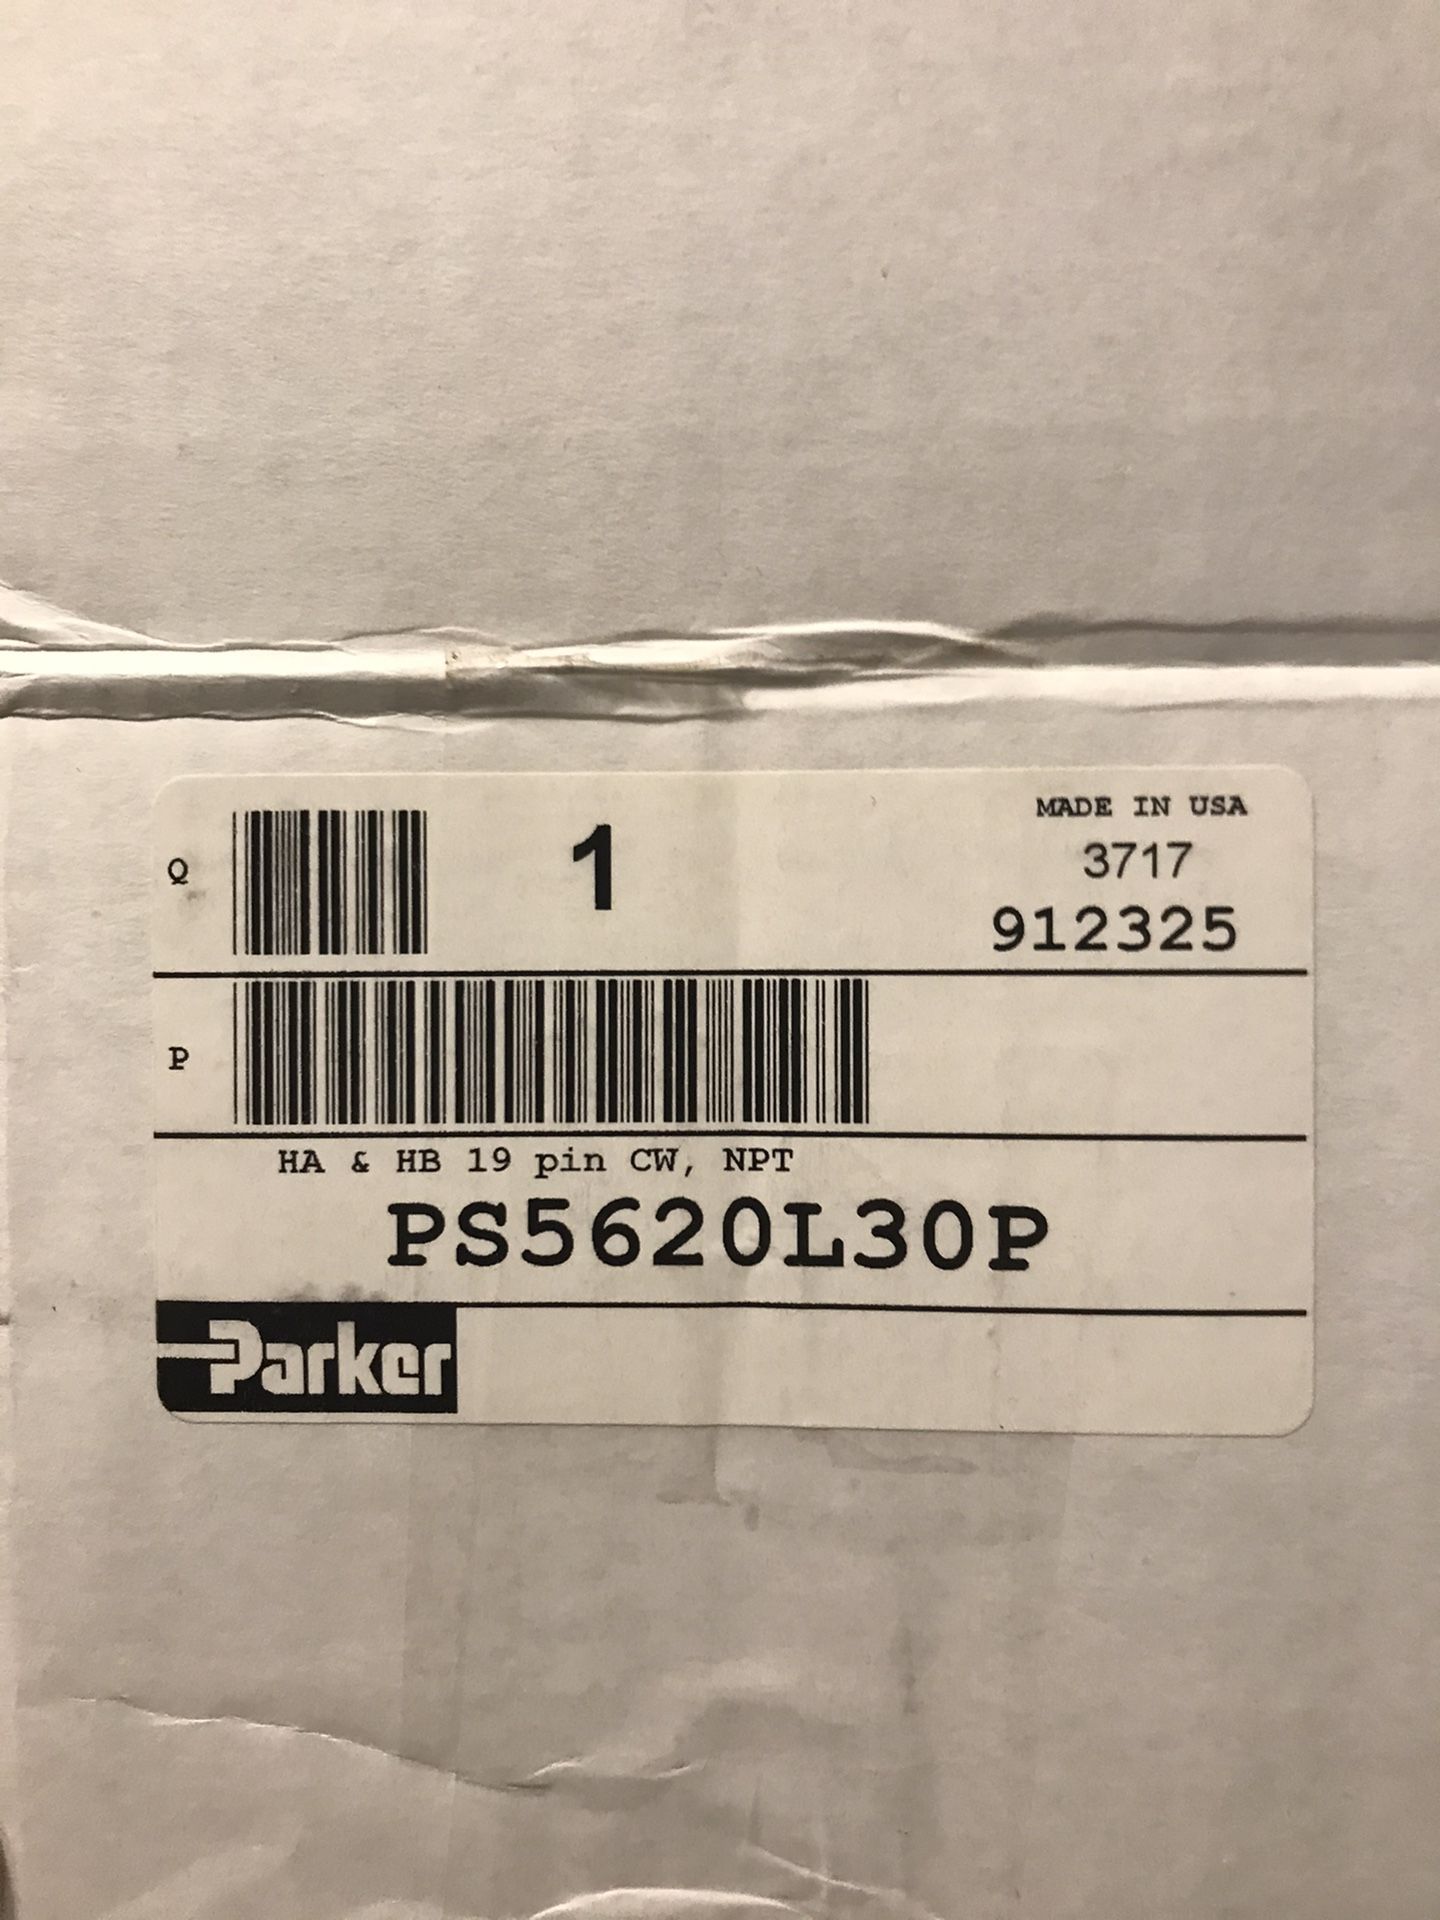 Q
1
MADE IN USA
3717
912325
P
HA & HB 19 pin CW, NPT
PS5620L30P
Parker